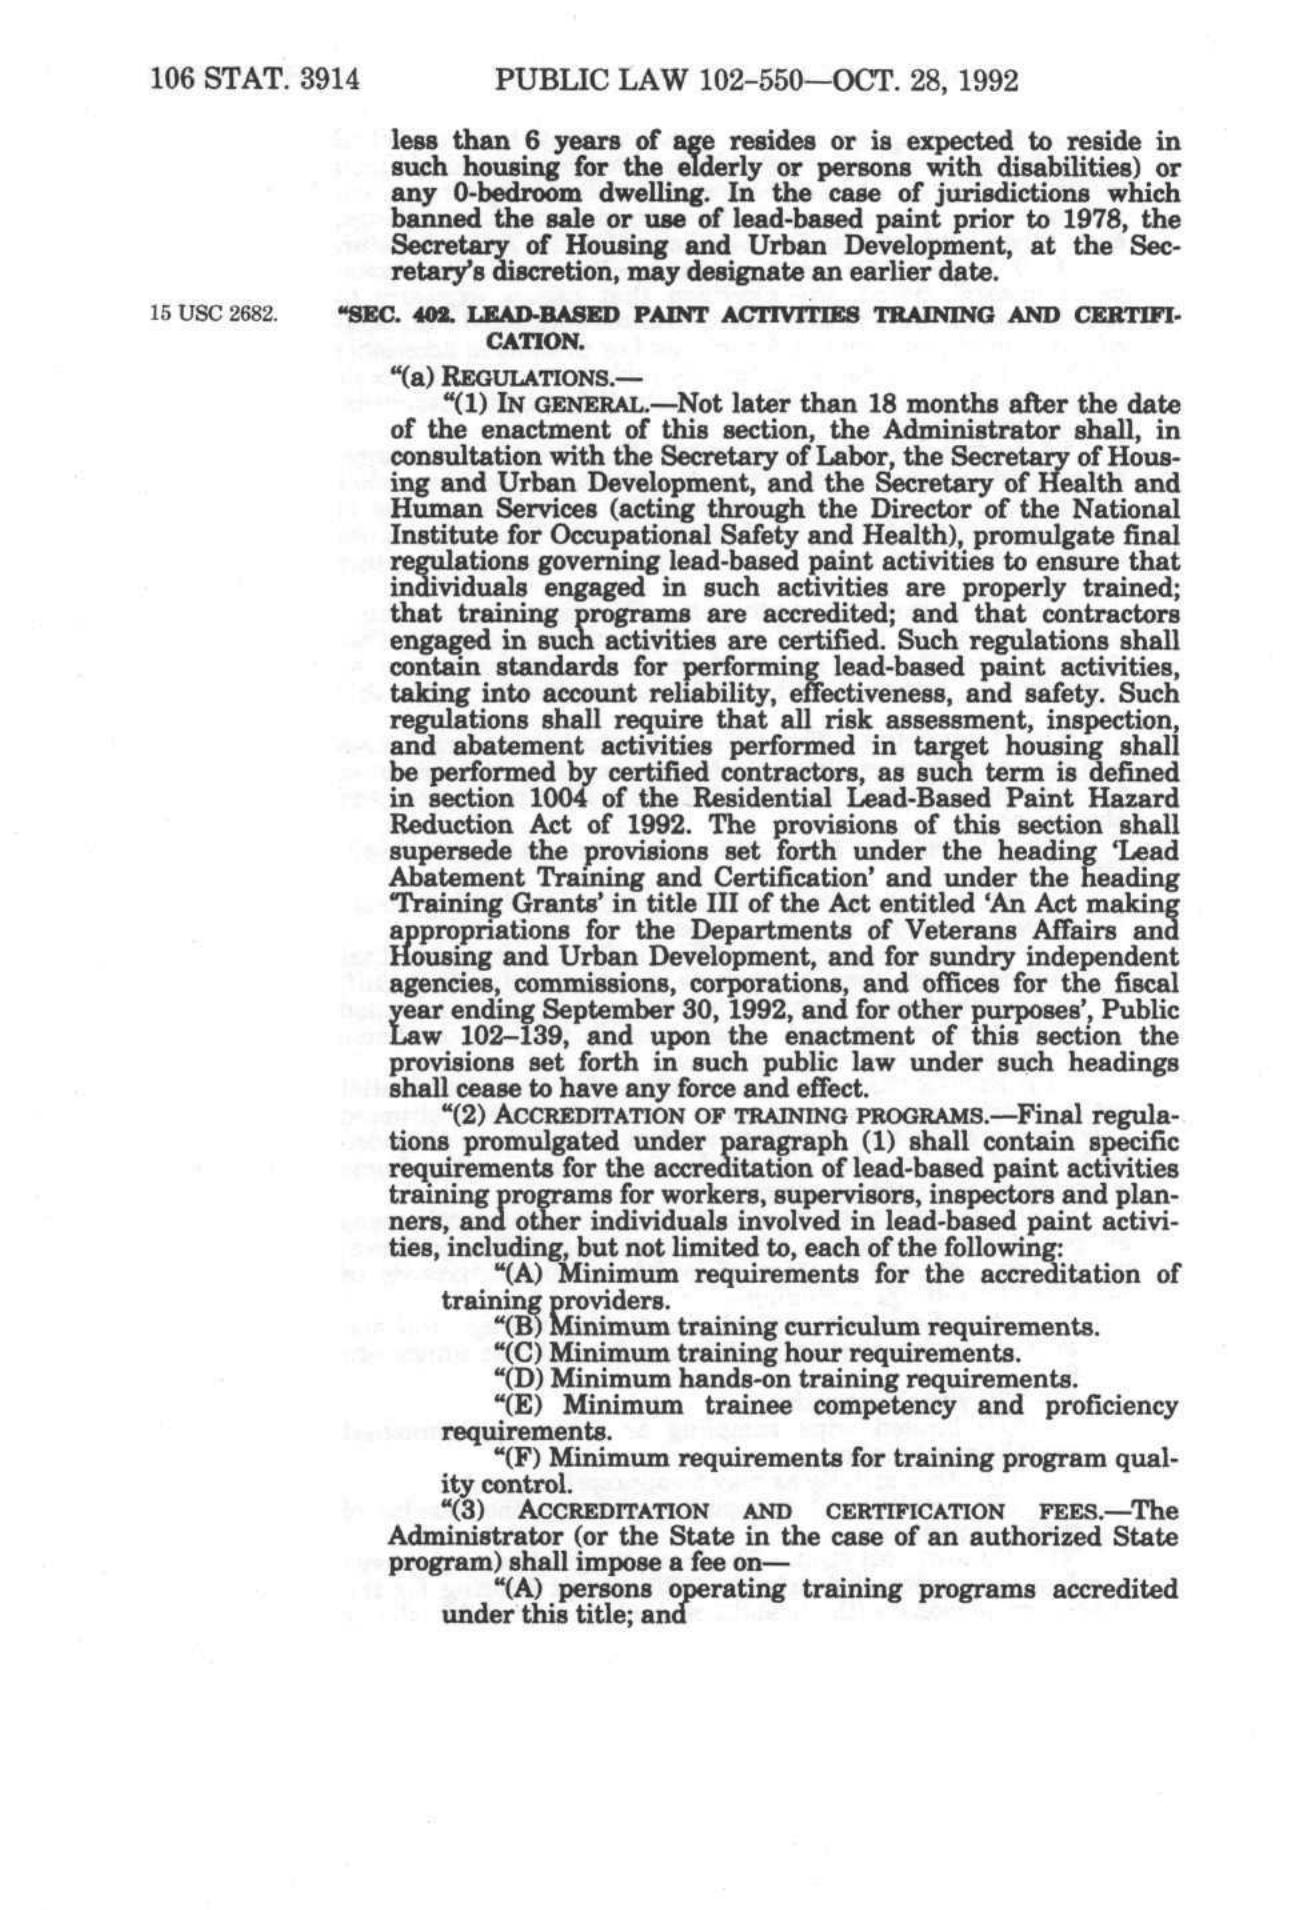 106 STAT. 3914 PUBLIC LAW 102-550—OCT. 28, 1992
less than 6 years of age resides or is expected to reside in
such housing for the elderly or persons with disabilities) or
any 0-bedroom dwelling. In the case of jurisdictions which
banned the sale or use of lead-based paint prior to 1978, the
Secretary of Housing and Urban Development, at the Sec-
retary's discretion, may designate an earlier date.
15 USC 2682. "SEC. 402. LEAD-BASED PAINT ACTIVITIES TRAINING AND CERTIFI-
CATION.
"(a) REGULATIONS.—
"(1) IN GENERAL.—Not later than 18 months after the date
of the enactment of this section, the Administrator shall, in
consultation with the Secretary of Labor, the Secretary of Hous-
ing and Urban Development, and the Secretary of Health and
Human Services (acting through the Director of the National
Institute for Occupational Safety and Health), promulgate final
regulations governing lead-based paint activities to ensure that
individuals engaged in such activities are properly trained;
that training programs are accredited; and that contractors
engaged in such activities are certified. Such regulations shall
contain standards for performing lead-based paint activities,
taking into account reliability, effectiveness, and safety. Such
regulations shall require that all risk assessment, inspection,
and abatement activities performed in target housing shall
be performed by certified contractors, as such term is defined
in section 1004 of the Residential Lead-Based Paint Hazard
Reduction Act of 1992. The provisions of this section shall
supersede the provisions set forth under the heading 'Lead
Abatement Training and Certification' and under the heading
'Training Grants' in title III of the Act entitled 'An Act making
appropriations for the Departments of Veterans Affairs and
Housing and Urban Development, and for sundry independent
agencies, commissions, corporations, and offices for the fiscal
year ending September 30, 1992, and for other purposes', Public
Law 102–139, and upon the enactment of this section the
provisions set forth in such public law under such headings
shall cease to have any force and effect.
"(2) ACCREDITATION OF TRAINING PROGRAMS.—Final regula-
tions promulgated under paragraph (1) shall contain specific
requirements for the accreditation of lead-based paint activities
training programs for workers, supervisors, inspectors and plan-
ners, and other individuals involved in lead-based paint activi-
ties, including, but not limited to, each of the following:
"(A) Minimum requirements for the accreditation of
training providers.
"(B) Minimum training curriculum requirements.
"(C) Minimum training hour requirements.
"(D) Minimum hands-on training requirements.
"(E) Minimum trainee competency and proficiency
requirements.
"(F) Minimum requirements for training program qual-
ity control.
"(3) ACCREDITATION AND CERTIFICATION FEES.—The
Administrator (or the State in the case of an authorized State
program) shall impose a fee on—
"(A) persons operating training programs accredited
under this title; and